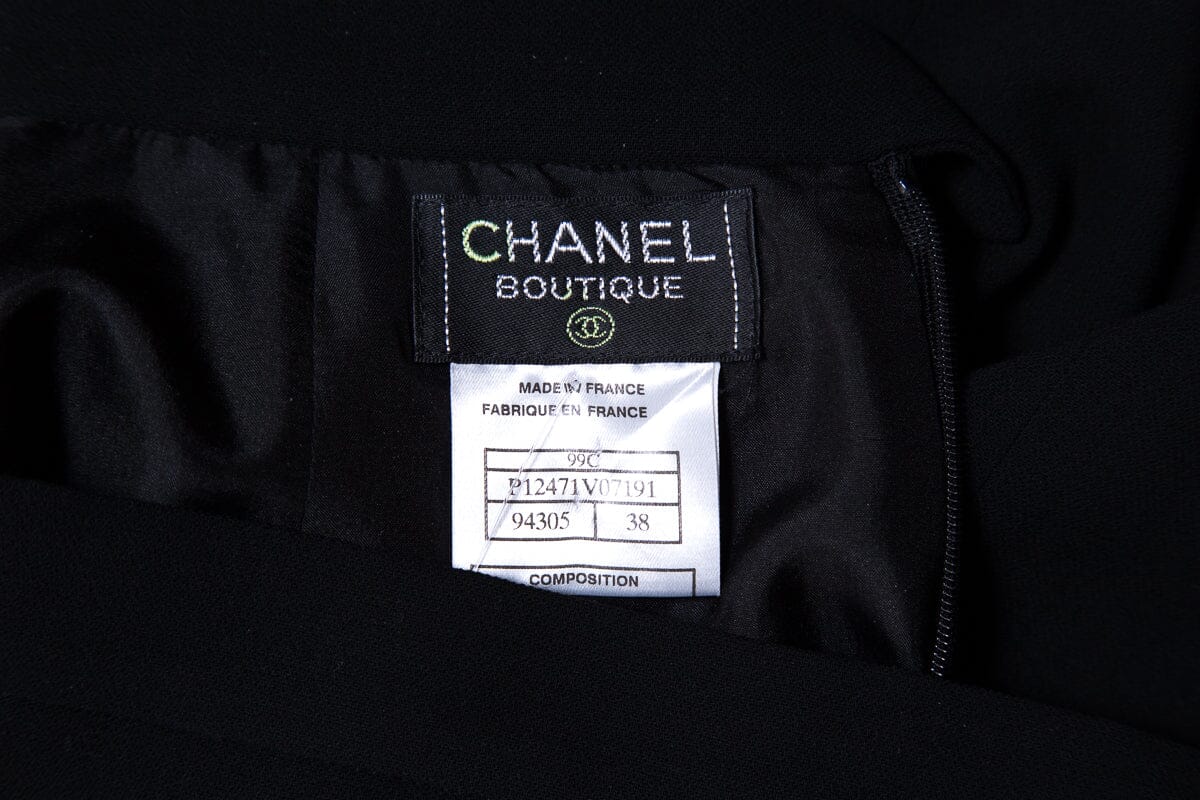 CHANEL
BOUTIQUE
MADE IN FRANCE
FABRIQUE EN FRANCE
99C
P12471V07191
94305 38
COMPOSITION